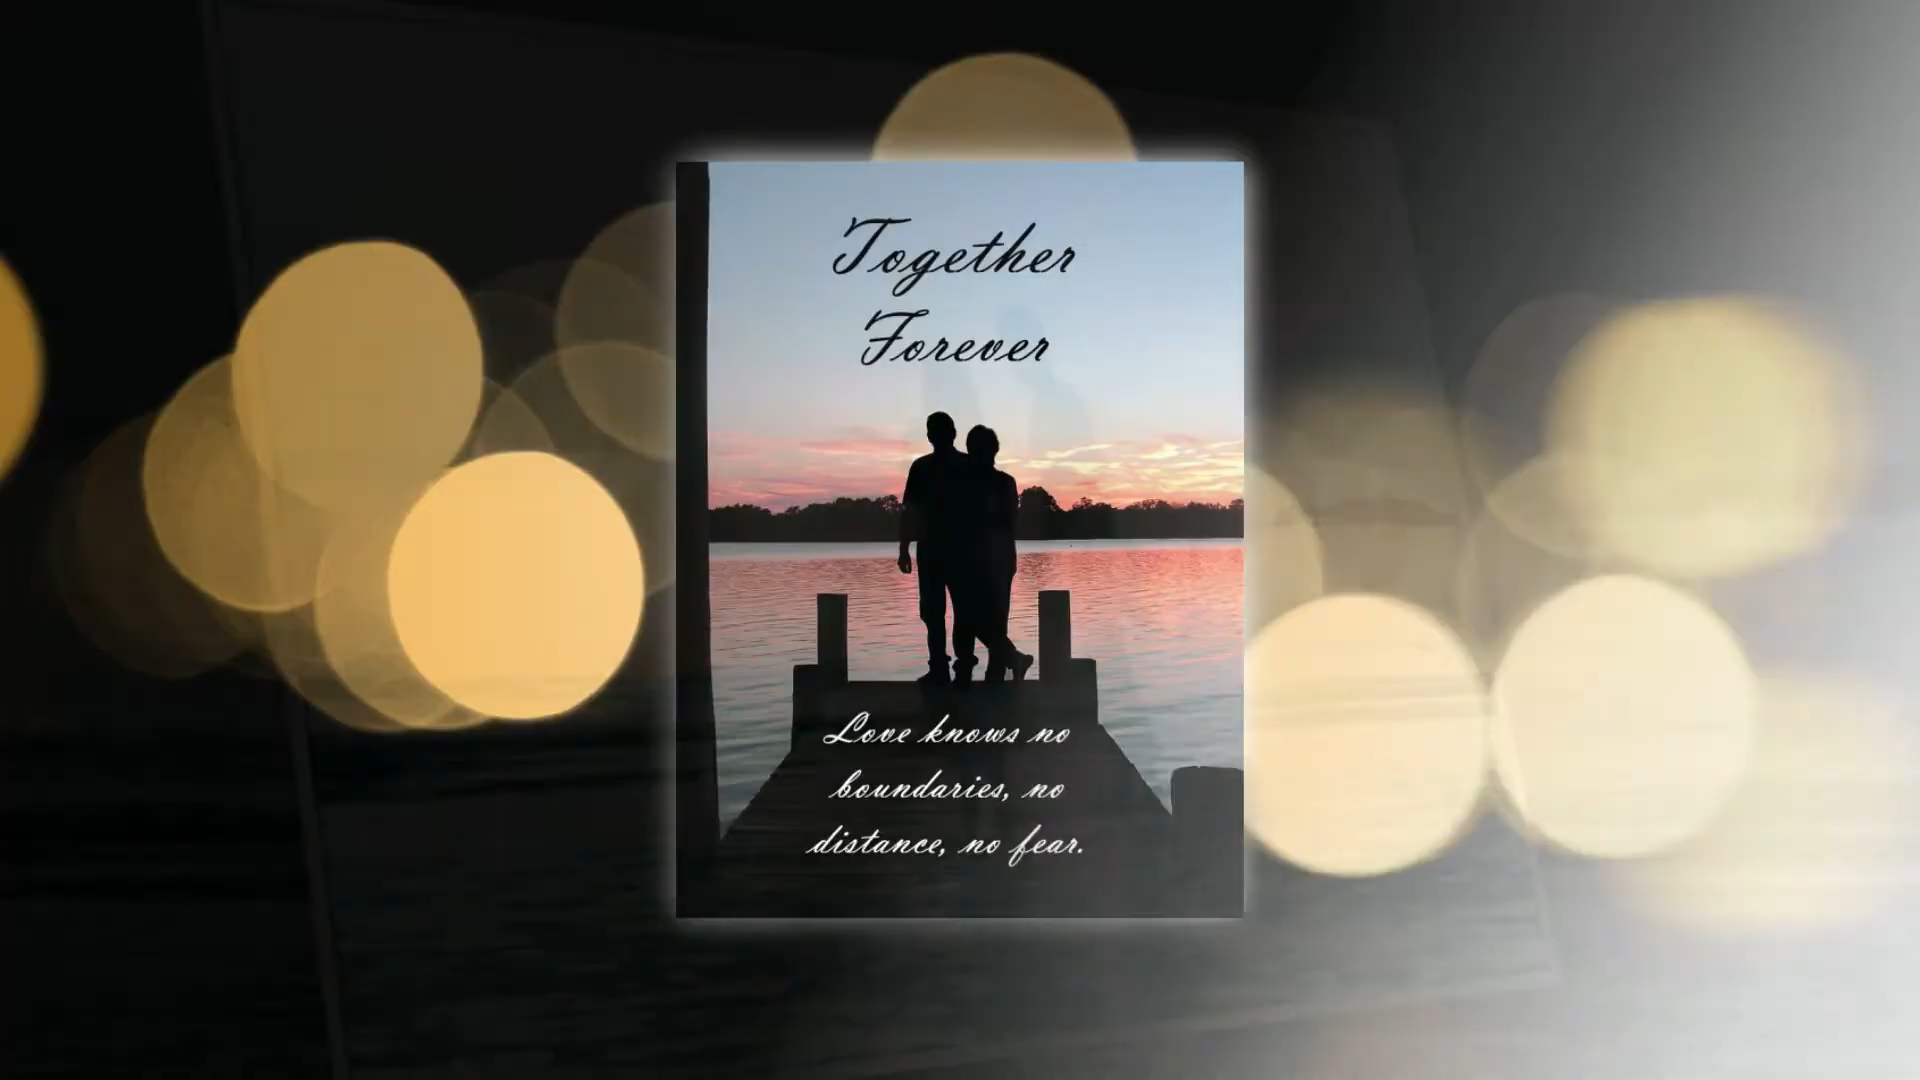 Together
Forever
Love knows no
boundaries, no
distance, no fear.